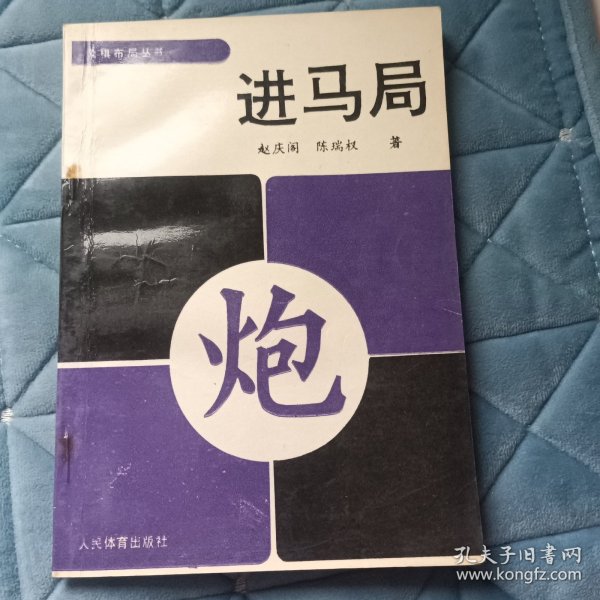 象棋布局丛书
进马局
赵庆阁 陈瑞权 著
炮
人民体育出版社
孔夫子旧书网
www.kongfz.com